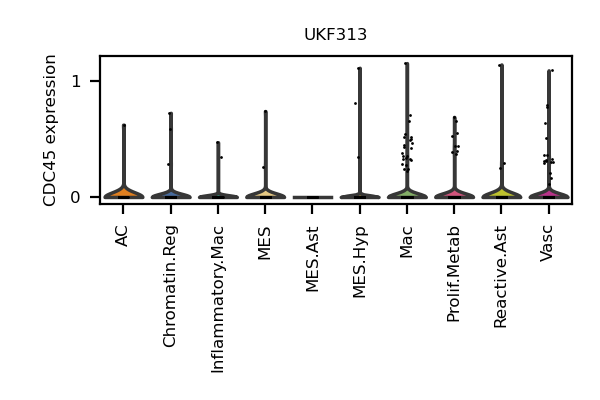 UKF313
CDC45 expression
1
0
AC
Chromatin.Reg
Inflammatory.Mac
MES
MES.Ast
MES.Hyp
Mac
Prolif.Metab
Reactive.Ast
Vasc